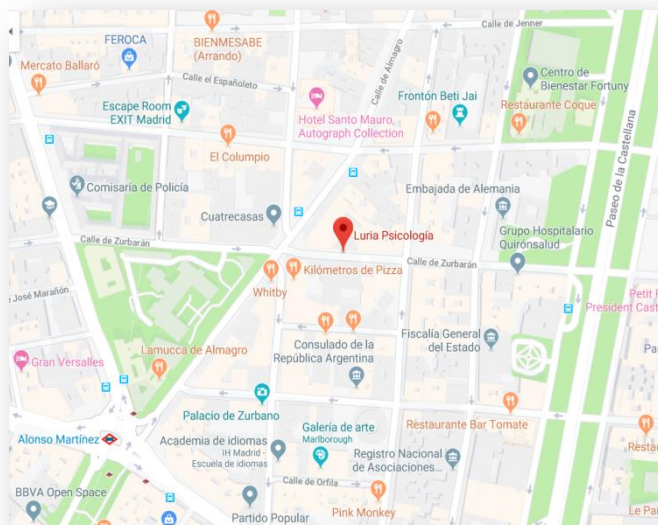 Calle de Jenner
FEROCA
BIENMESABE
(Arrando)
Mercato Ballaró
Calle el Españoleto
Calle de Almagro
Centro de
Bienestar Fortuny
Escape Room
EXIT Madrid
Hotel Santo Mauro,
Autograph Collection
Frontón Beti Jai
Restaurante Coque
El Columpio
Comisaría de Policía
Embajada de Alemania
Paseo de la Castellana
Cuatrecasas
Luria Psicología
Grupo Hospitalario
Quirónsalud
Calle de Zurbarán
Calle de Zurbarán
Kilómetros de Pizza
Whitby
José Marañón
Petit
President Cast
Fiscalía General
del Estado
Consulado de la
República Argentina
Gran Versalles
Lamucca de Almagro
Pa
Palacio de Zurbano
Restaurante Bar Tomate
Alonso Martínez
Academia de idiomas
IH Madrid -
Escuela de idiomas
Galería de arte
Marlborough
Registro Nacional
de Asociaciones...
Restau
Calle de Orfila
BBVA Open Space
Partido Popular
Pink Monkey
Le Par